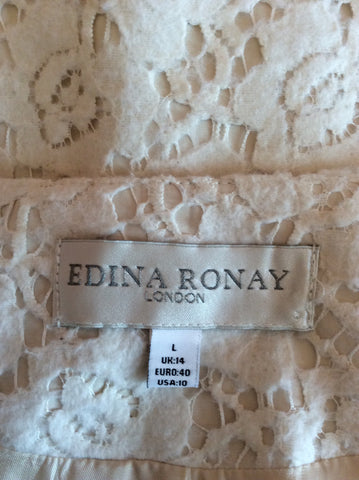 EDINA RONAY
LONDON
L
UK:14
EURO:40
USA:10